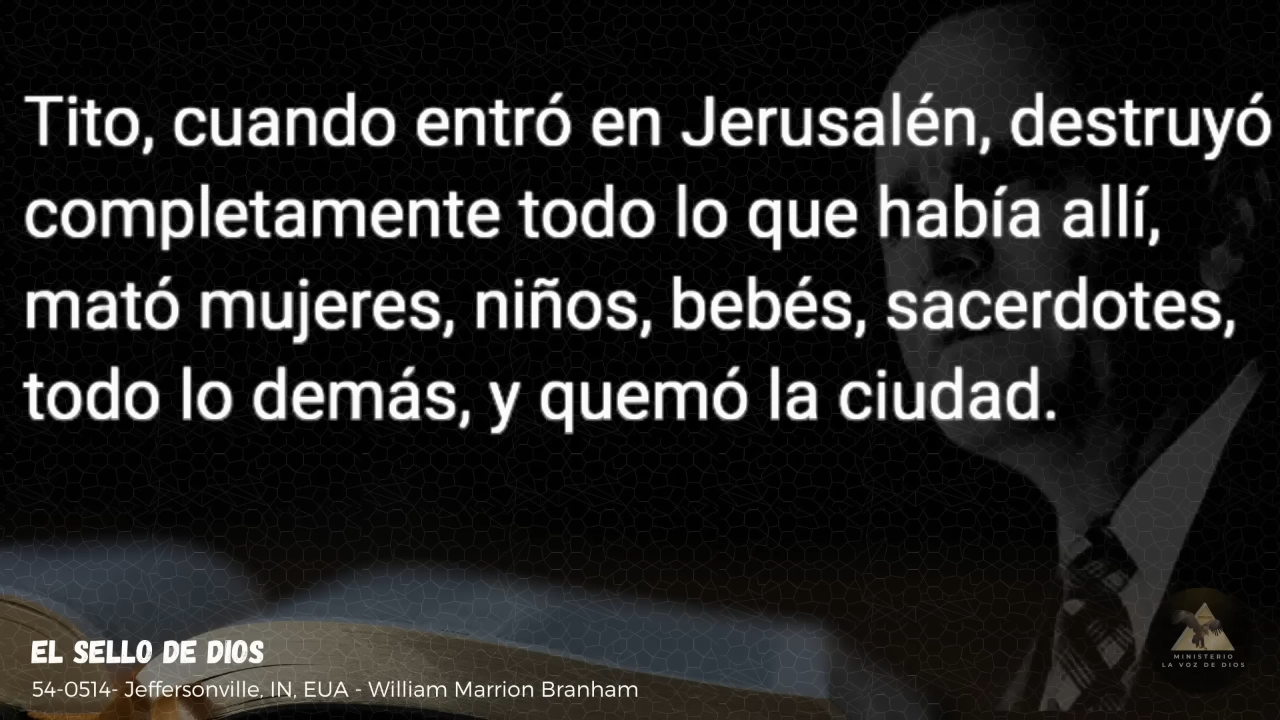 Tito, cuando entró en Jerusalén, destruyó
completamente todo lo que había allí,
mató mujeres, niños, bebés, sacerdotes,
todo lo demás, y quemó la ciudad.
EL SELLO DE DIOS
54-0514- Jeffersonville, IN, EUA - William Marrion Branham
MINISTERIO
LA VOZ DE DIOS